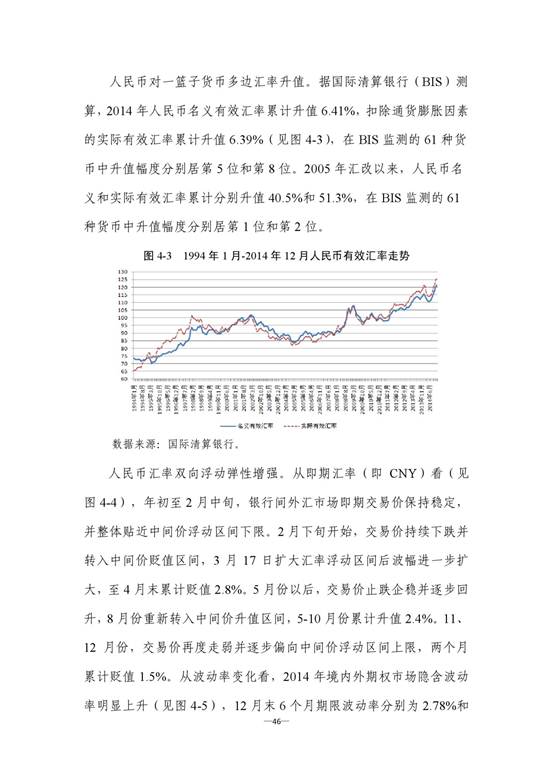 人民币对一篮子货币多边汇率升值。据国际清算银行（BIS）测
算，2014 年人民币名义有效汇率累计升值 6.41%，扣除通货膨胀因素
的实际有效汇率累计升值 6.39%（见图 4-3），在 BIS 监测的 61 种货
币中升值幅度分别居第 5 位和第 8 位。2005 年汇改以来，人民币名
义和实际有效汇率累计分别升值 40.5%和 51.3%，在 BIS 监测的 61
种货币中升值幅度分别居第 1 位和第 2 位。
图 4-3 1994 年 1 月-2014 年 12 月人民币有效汇率走势
130
125
120
115
110
105
100
95
90
85
80
75
70
65
60
名义有效汇率 实际有效汇率
数据来源：国际清算银行。
人民币汇率双向浮动弹性增强。从即期汇率（即 CNY）看（见
图 4-4），年初至 2 月中旬，银行间外汇市场即期交易价保持稳定，
并整体贴近中间价浮动区间下限。2 月下旬开始，交易价持续下跌并
转入中间价贬值区间，3 月 17 日扩大汇率浮动区间后波幅进一步扩
大，至 4 月末累计贬值 2.8%。5 月份以后，交易价止跌企稳并逐步回
升，8 月份重新转入中间价升值区间，5-10 月份累计升值 2.4%。11、
12 月份，交易价再度走弱并逐步偏向中间价浮动区间上限，两个月
累计贬值 1.5%。从波动率变化看，2014 年境内外期权市场隐含波动
率明显上升（见图 4-5），12 月末 6 个月期限波动率分别为 2.78%和
—46—